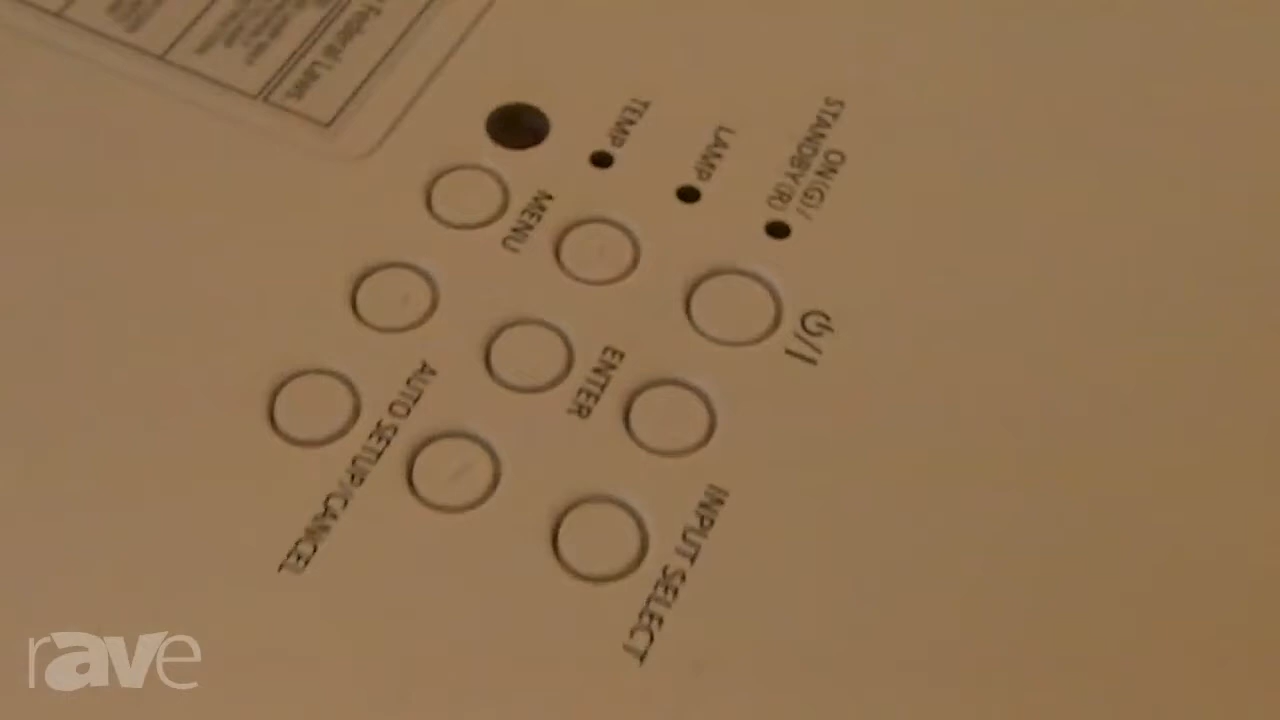 Federal Laws.
TEMP
LAMP
ON(G)/
STANDBY(R)
MENU
⏻/I
ENTER
AUTO SETUP/CANCEL
INPUT SELECT
rave